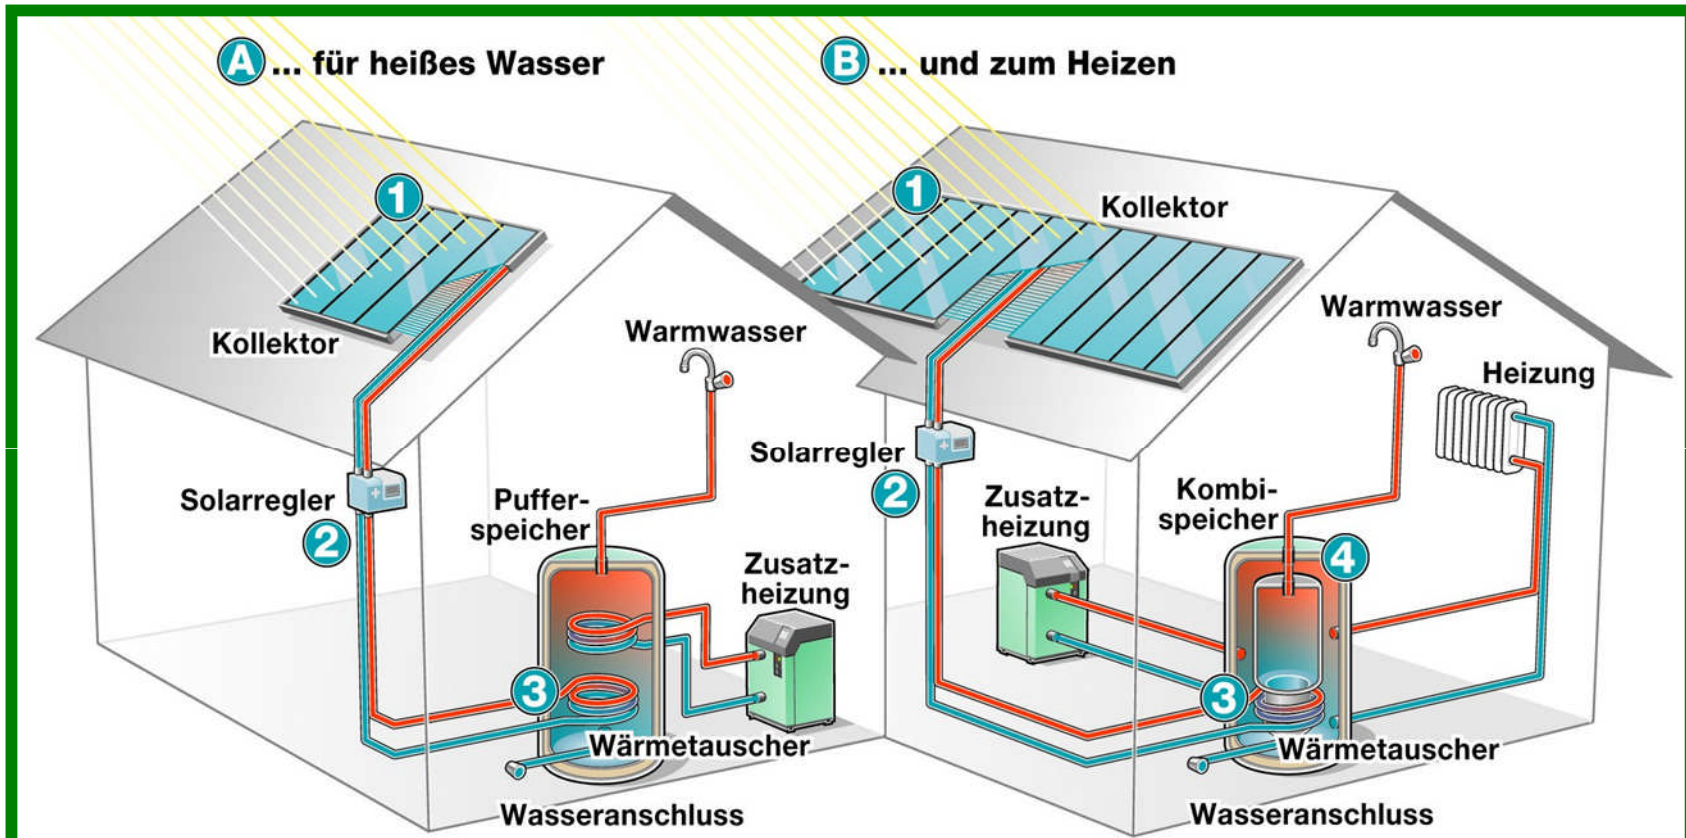 A ... für heißes Wasser
1
Kollektor
Warmwasser
Solarregler
2
Puffer-
speicher
Zusatz-
heizung
3
Wärmetauscher
Wasseranschluss
B ... und zum Heizen
1
Kollektor
Warmwasser
Heizung
Solarregler
2
Zusatz-
heizung
Kombi-
speicher
4
3
Wärmetauscher
Wasseranschluss